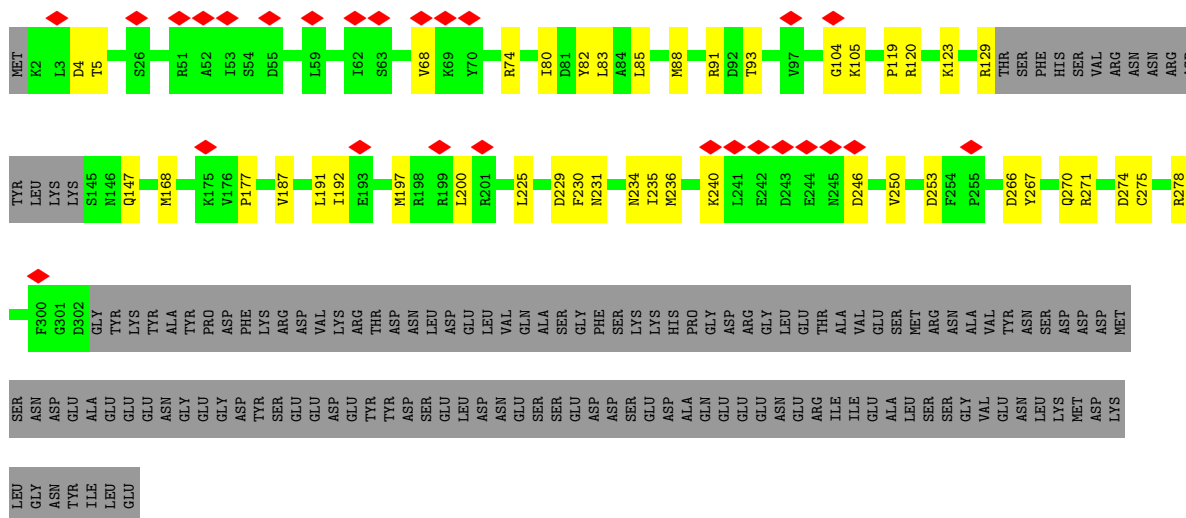 MET K2 L3 D4 T5 S26 R51 A52 I53 S54 D55 L59 I62 S63 V68 K69 Y70 R74 I80 D81 Y82 L83 A84 L85 M88 R91 D92 T93 V97 G104 K105 P119 R120 K123 R129 THR SER PHE HIS SER VAL ARG ASN ASN ARG
TYR LEU LYS LYS S145 N146 Q147 M168 K175 V176 P177 V187 L191 I192 E193 M197 R198 R199 L200 R201 L225 D229 F230 N231 N234 I235 M236 K240 L241 E242 D243 E244 N245 D246 V250 D253 F254 P255 D266 Y267 Q270 R271 D274 C275 R278
F300 G301 D302 GLY TYR LYS TYR ALA TYR PRO ASP PHE LYS ARG ASP VAL LYS ARG THR ASP ASN LEU ASP GLU LEU VAL GLN ALA SER GLY PHE SER LYS LYS HIS PRO GLY ASP ARG GLY LEU GLU THR ALA VAL GLU SER MET ARG ASN ALA VAL TYR ASN SER ASP ASP ASP MET
SER ASN ASP GLU ALA GLU GLU GLU ASN GLY GLU GLY ASP TYR SER GLU GLU ASP GLU TYR TYR ASP SER GLU LEU ASP ASN GLU SER SER GLU ASP ASP SER GLU ASP ALA GLN GLU GLU GLU ASN GLU ARG ILE ILE GLU ALA LEU SER SER GLY VAL GLU ASN LEU LYS MET ASP LYS
LEU GLY ASN TYR ILE LEU GLU